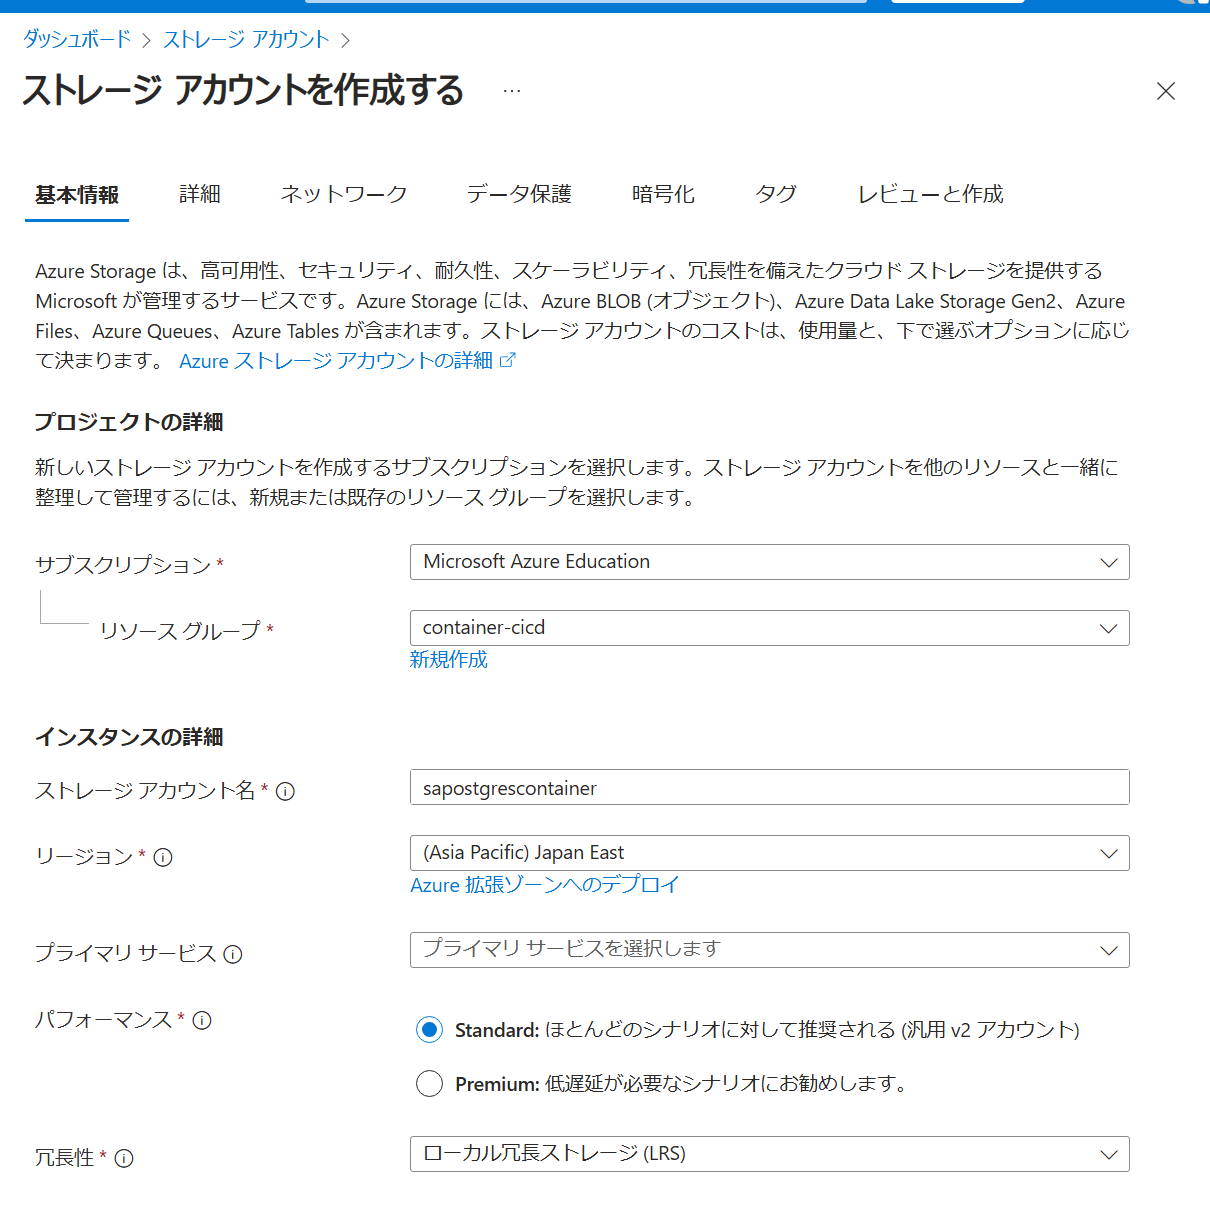 ダッシュボード > ストレージ アカウント >
ストレージ アカウントを作成する ...
基本情報 詳細 ネットワーク データ保護 暗号化 タグ レビューと作成
Azure Storage は、高可用性、セキュリティ、耐久性、スケーラビリティ、冗長性を備えたクラウド ストレージを提供する
Microsoft が管理するサービスです。Azure Storage には、Azure BLOB (オブジェクト)、Azure Data Lake Storage Gen2、Azure
Files、Azure Queues、Azure Tables が含まれます。ストレージ アカウントのコストは、使用量と、下で選ぶオプションに応じ
て決まります。 Azure ストレージ アカウントの詳細
プロジェクトの詳細
新しいストレージ アカウントを作成するサブスクリプションを選択します。ストレージ アカウントを他のリソースと一緒に
整理して管理するには、新規または既存のリソース グループを選択します。
サブスクリプション * Microsoft Azure Education
リソース グループ * container-cicd
新規作成
インスタンスの詳細
ストレージ アカウント名 * sapostgrescontainer
リージョン * (Asia Pacific) Japan East
Azure 拡張ゾーンへのデプロイ
プライマリ サービス プライマリ サービスを選択します
パフォーマンス * Standard: ほとんどのシナリオに対して推奨される (汎用 v2 アカウント)
Premium: 低遅延が必要なシナリオにお勧めします。
冗長性 * ローカル冗長ストレージ (LRS)